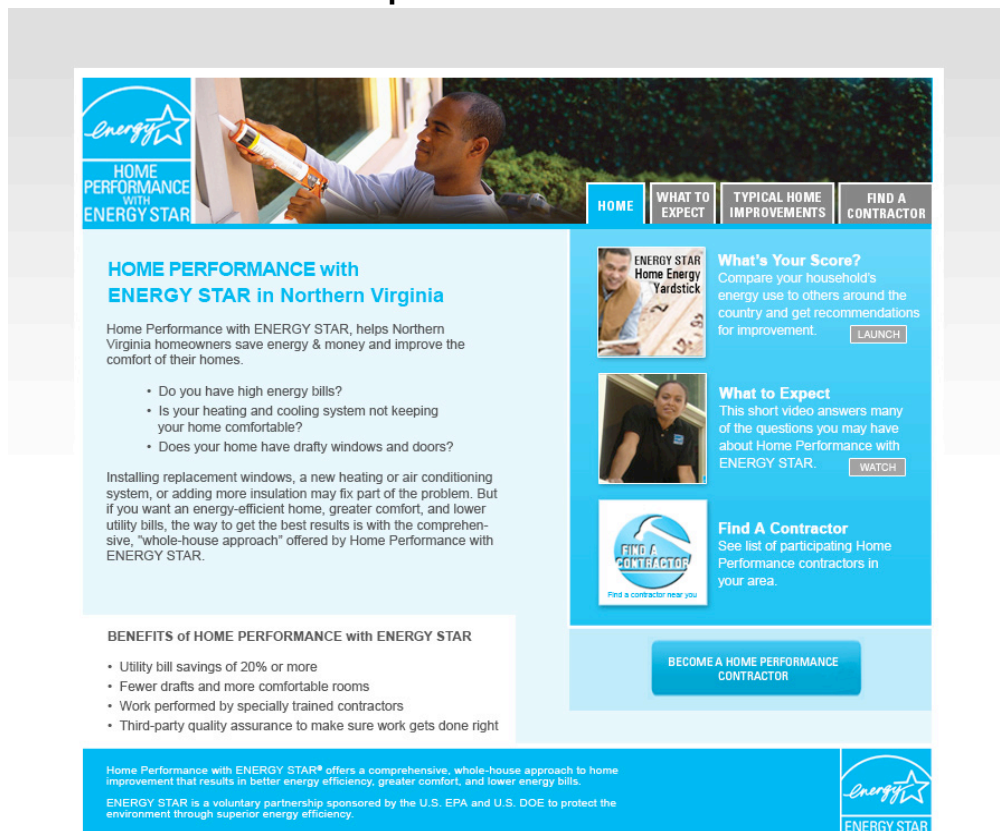 energy
HOME
PERFORMANCE
WITH
ENERGY STAR
HOME
WHAT TO
EXPECT
TYPICAL HOME
IMPROVEMENTS
FIND A
CONTRACTOR
HOME PERFORMANCE with
ENERGY STAR in Northern Virginia
Home Performance with ENERGY STAR, helps Northern
Virginia homeowners save energy & money and improve the
comfort of their homes.
• Do you have high energy bills?
• Is your heating and cooling system not keeping
your home comfortable?
• Does your home have drafty windows and doors?
Installing replacement windows, a new heating or air conditioning
system, or adding more insulation may fix part of the problem. But
if you want an energy-efficient home, greater comfort, and lower
utility bills, the way to get the best results is with the comprehen-
sive, "whole-house approach" offered by Home Performance with
ENERGY STAR.
BENEFITS of HOME PERFORMANCE with ENERGY STAR
• Utility bill savings of 20% or more
• Fewer drafts and more comfortable rooms
• Work performed by specially trained contractors
• Third-party quality assurance to make sure work gets done right
ENERGY STAR
Home Energy
Yardstick
What's Your Score?
Compare your household's
energy use to others around the
country and get recommendations
for improvement.
LAUNCH
What to Expect
This short video answers many
of the questions you may have
about Home Performance with
ENERGY STAR.
WATCH
FIND A
CONTRACTOR
Find a contractor near you
Find A Contractor
See list of participating Home
Performance contractors in
your area.
BECOME A HOME PERFORMANCE
CONTRACTOR
Home Performance with ENERGY STAR® offers a comprehensive, whole-house approach to home
improvement that results in better energy efficiency, greater comfort, and lower energy bills.
ENERGY STAR is a voluntary partnership sponsored by the U.S. EPA and U.S. DOE to protect the
environment through superior energy efficiency.
energy
ENERGY STAR